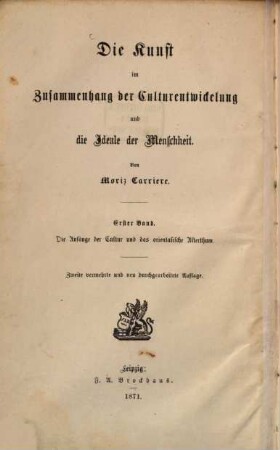 Die Kunst
im
Zusammenhang der Culturentwickelung
und
die Ideale der Menschheit.
Von
Moriz Carriere.
Erster Band.
Die Anfänge der Cultur und das orientalische Alterthum.
Zweite vermehrte und neu durchgearbeitete Auflage.
Leipzig:
F. A. Brockhaus.
1871.